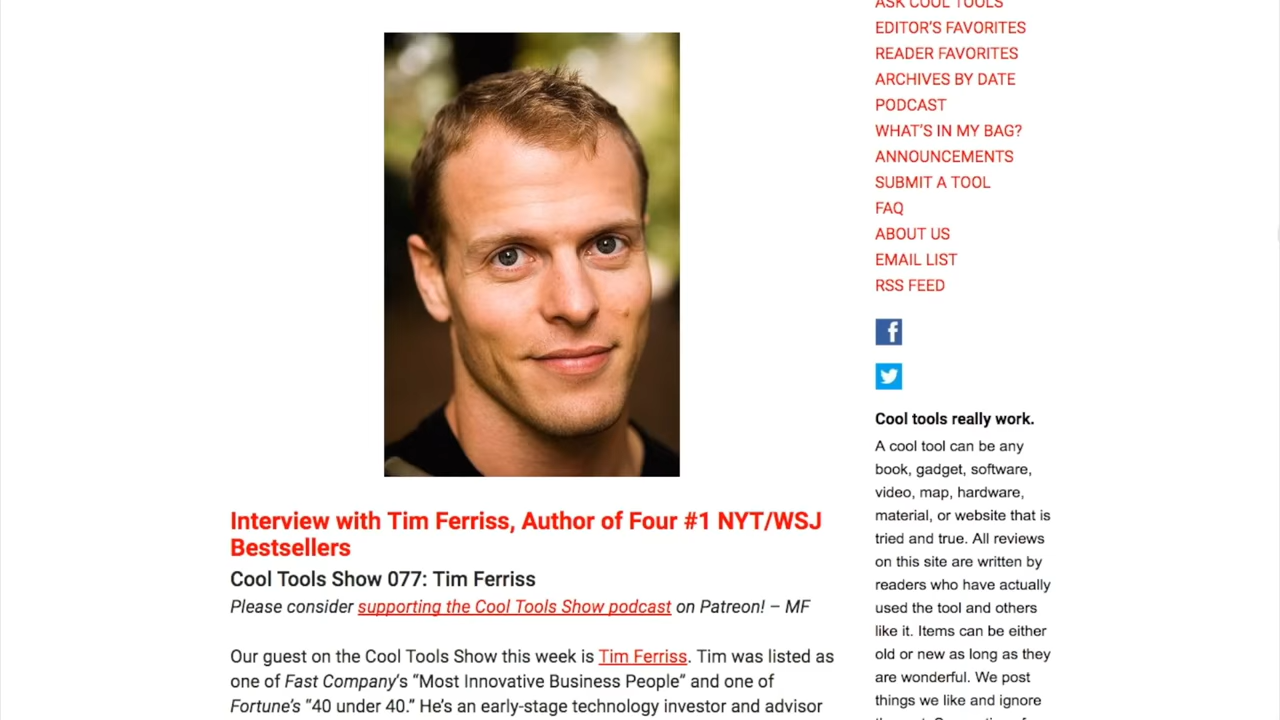 ASK COOL TOOLS
EDITOR'S FAVORITES
READER FAVORITES
ARCHIVES BY DATE
PODCAST
WHAT'S IN MY BAG?
ANNOUNCEMENTS
SUBMIT A TOOL
FAQ
ABOUT US
EMAIL LIST
RSS FEED
Cool tools really work.
A cool tool can be any
book, gadget, software,
video, map, hardware,
material, or website that is
tried and true. All reviews
on this site are written by
readers who have actually
used the tool and others
like it. Items can be either
old or new as long as they
are wonderful. We post
things we like and ignore
Interview with Tim Ferriss, Author of Four #1 NYT/WSJ
Bestsellers
Cool Tools Show 077: Tim Ferriss
Please consider supporting the Cool Tools Show podcast on Patreon! – MF
Our guest on the Cool Tools Show this week is Tim Ferriss. Tim was listed as
one of Fast Company's “Most Innovative Business People” and one of
Fortune's “40 under 40.” He's an early-stage technology investor and advisor